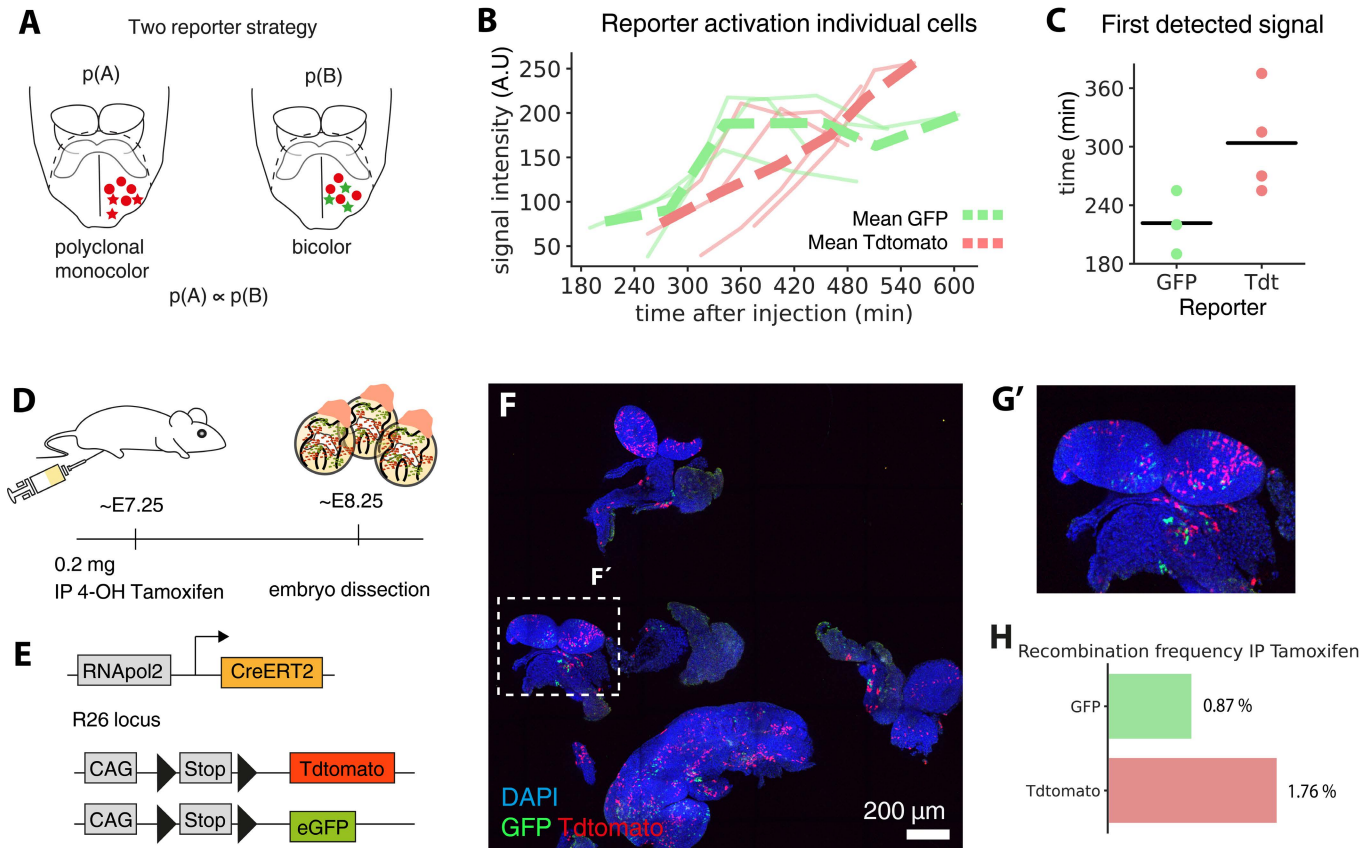 A
Two reporter strategy
p(A)
p(B)
polyclonal
monocolor
bicolor
p(A) ∝ p(B)
B
Reporter activation individual cells
signal intensity (A.U)
250
200
150
100
50
Mean GFP
Mean Tdtomato
180 240 300 360 420 480 540 600
time after injection (min)
C
First detected signal
time (min)
360
300
240
180
GFP
Tdt
Reporter
D
~E7.25
~E8.25
0.2 mg
IP 4-OH Tamoxifen
embryo dissection
E
RNApol2
CreERT2
R26 locus
CAG
Stop
Tdtomato
CAG
Stop
eGFP
F
F´
DAPI
GFP Tdtomato
200 µm
G’
H
Recombination frequency IP Tamoxifen
GFP
0.87 %
Tdtomato
1.76 %